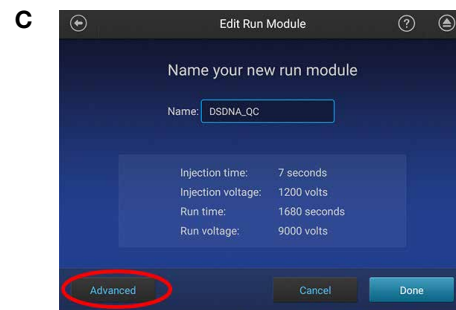 C
Edit Run Module
?
Name your new run module
Name: DSDNA_QC
Injection time: 7 seconds
Injection voltage: 1200 volts
Run time: 1680 seconds
Run voltage: 9000 volts
Advanced Cancel Done